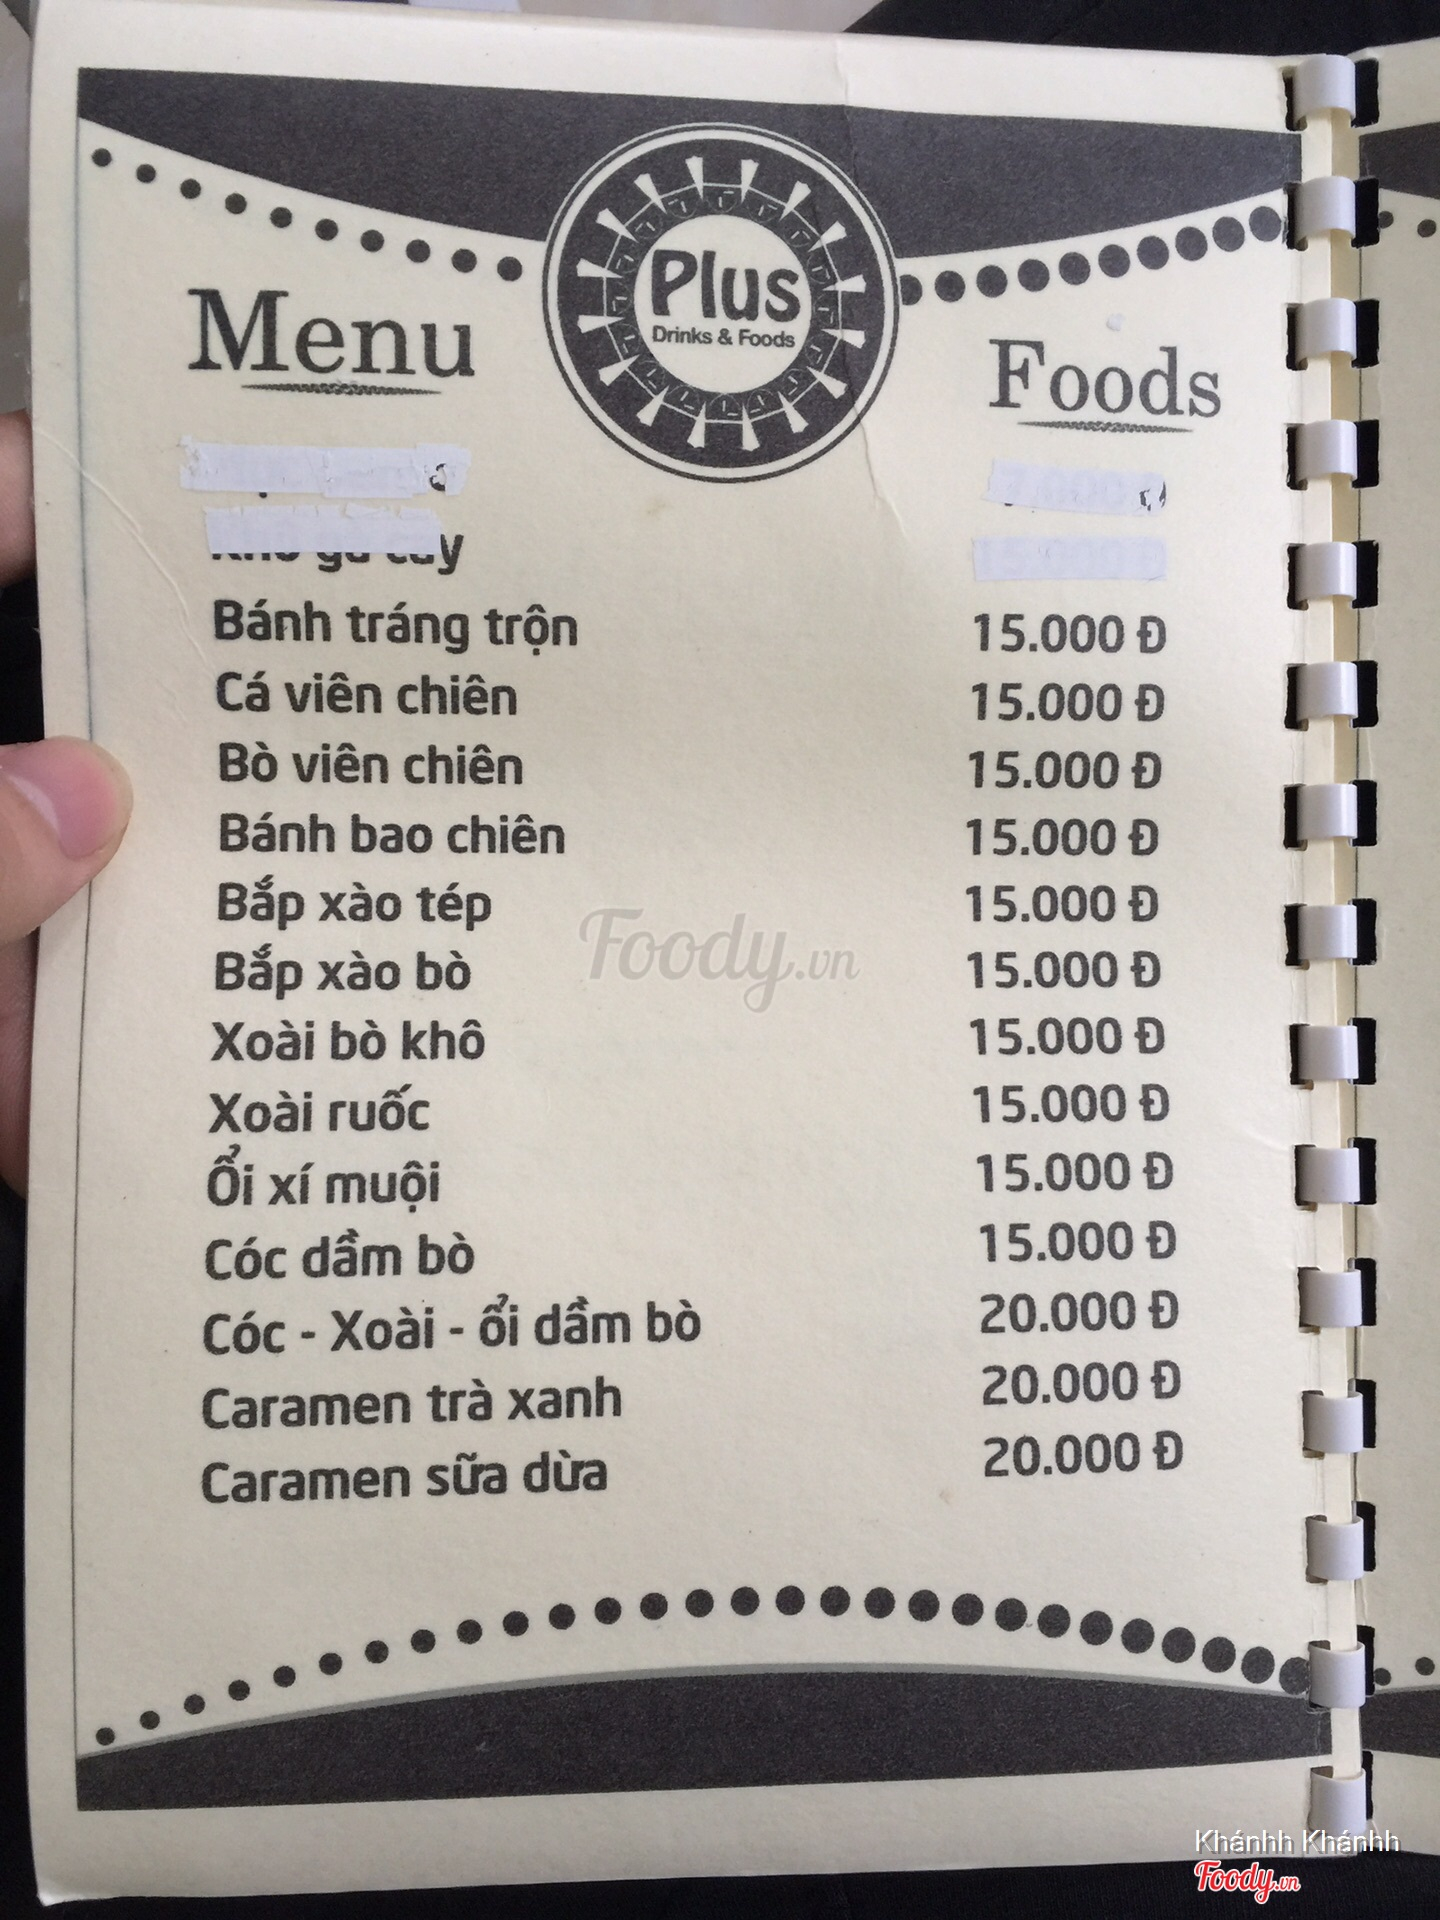 Plus
Drinks & Foods
Menu
Foods
Bánh tráng trộn 15.000 Đ
Cá viên chiên 15.000 Đ
Bò viên chiên 15.000 Đ
Bánh bao chiên 15.000 Đ
Bắp xào tép 15.000 Đ
Bắp xào bò 15.000 Đ
Xoài bò khô 15.000 Đ
Xoài ruốc 15.000 Đ
Ổi xí muội 15.000 Đ
Cóc dầm bò 15.000 Đ
Cóc - Xoài - ổi dầm bò 20.000 Đ
Caramen trà xanh 20.000 Đ
Caramen sữa dừa 20.000 Đ
Foody.vn
Khánhh Khánhh
Foody.vn